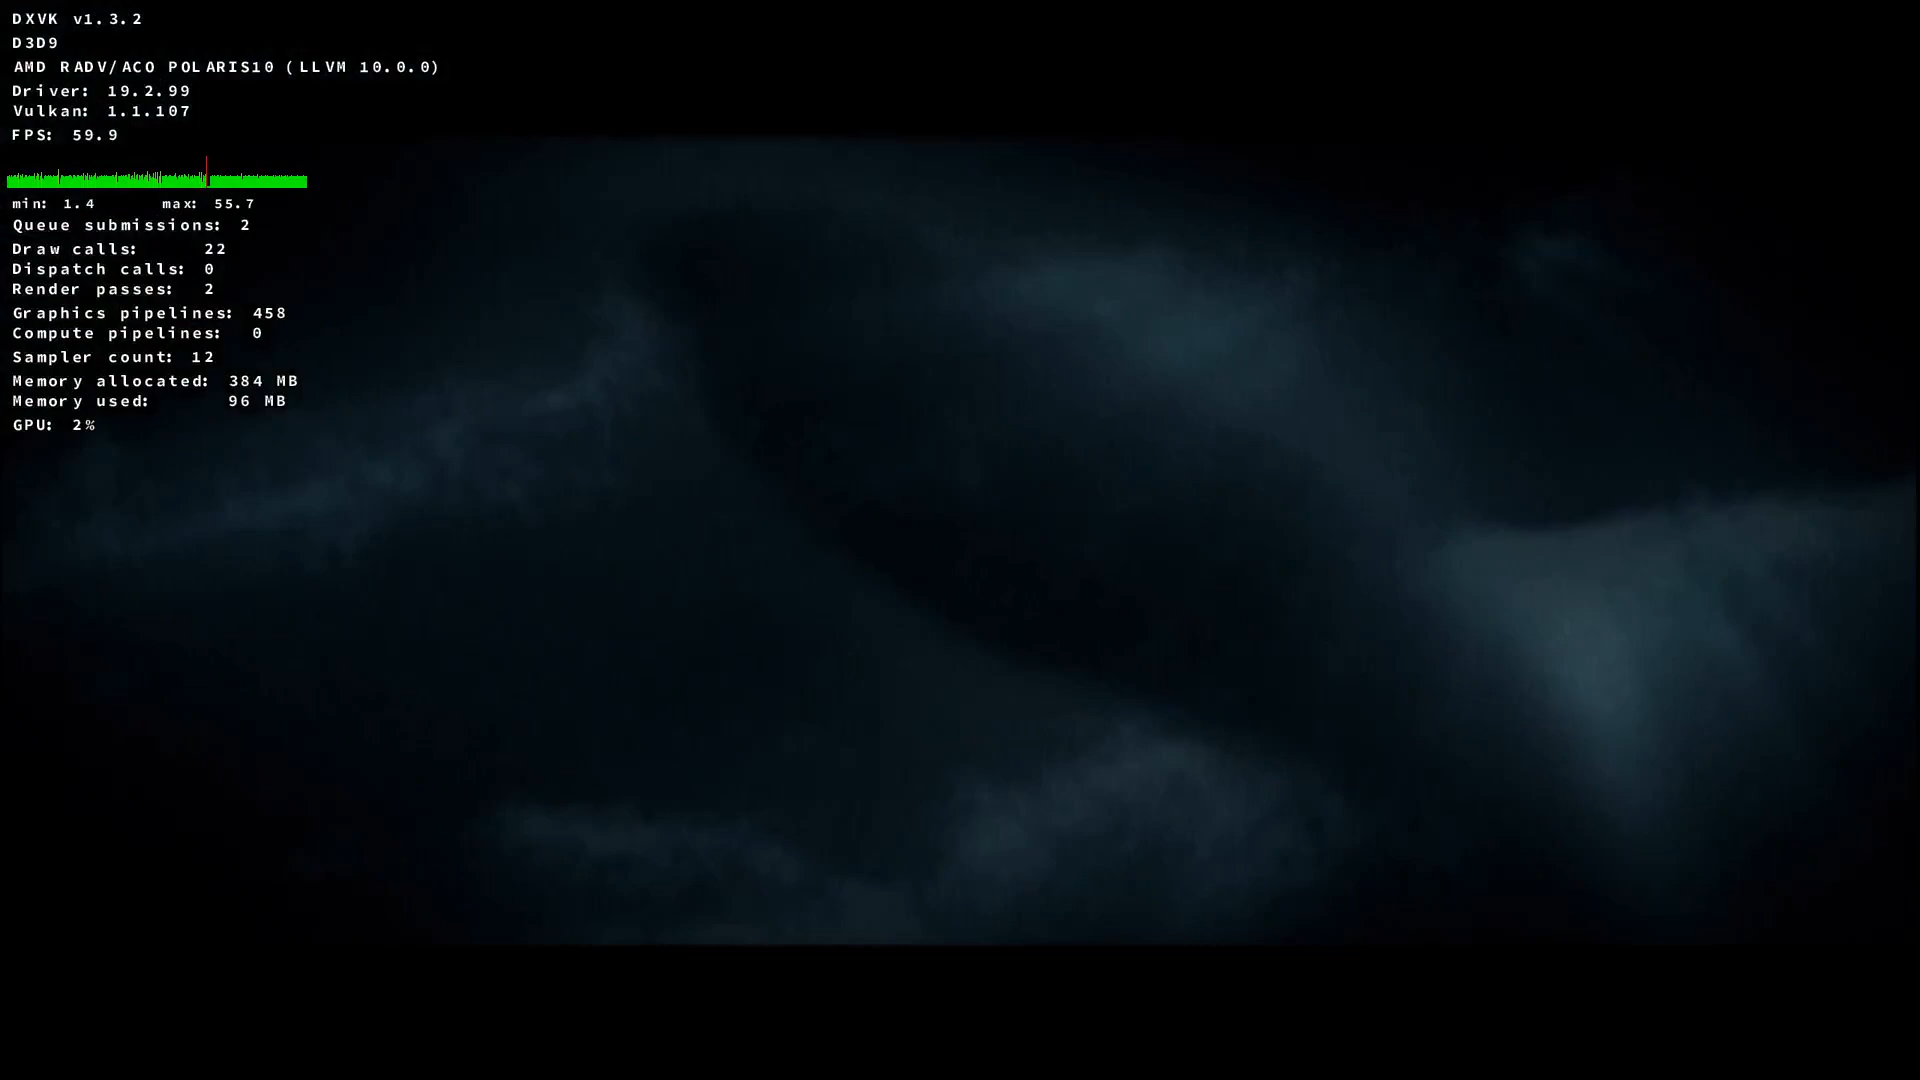 DXVK v1.3.2
D3D9
AMD RADV/ACO POLARIS10 (LLVM 10.0.0)
Driver: 19.2.99
Vulkan: 1.1.107
FPS: 59.9
min: 1.4 max: 55.7
Queue submissions: 2
Draw calls: 22
Dispatch calls: 0
Render passes: 2
Graphics pipelines: 458
Compute pipelines: 0
Sampler count: 12
Memory allocated: 384 MB
Memory used: 96 MB
GPU: 2%